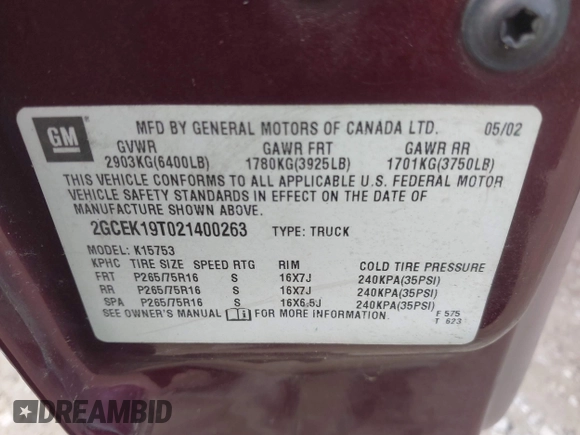 GM
MFD BY GENERAL MOTORS OF CANADA LTD. 05/02
GVWR GAWR FRT GAWR RR
2903KG(6400LB) 1780KG(3925LB) 1701KG(3750LB)
THIS VEHICLE CONFORMS TO ALL APPLICABLE U.S. FEDERAL MOTOR
VEHICLE SAFETY STANDARDS IN EFFECT ON THE DATE OF
MANUFACTURE SHOWN ABOVE.
2GCEK19T021400263 TYPE: TRUCK
MODEL: K15753
KPHC TIRE SIZE SPEED RTG RIM COLD TIRE PRESSURE
FRT P265/75R16 S 16X7J 240KPA(35PSI)
RR P265/75R16 S 16X7J 240KPA(35PSI)
SPA P265/75R16 S 16X6.5J 240KPA(35PSI)
SEE OWNER'S MANUAL FOR MORE INFORMATION.
F 575
T 623
DREAMBID